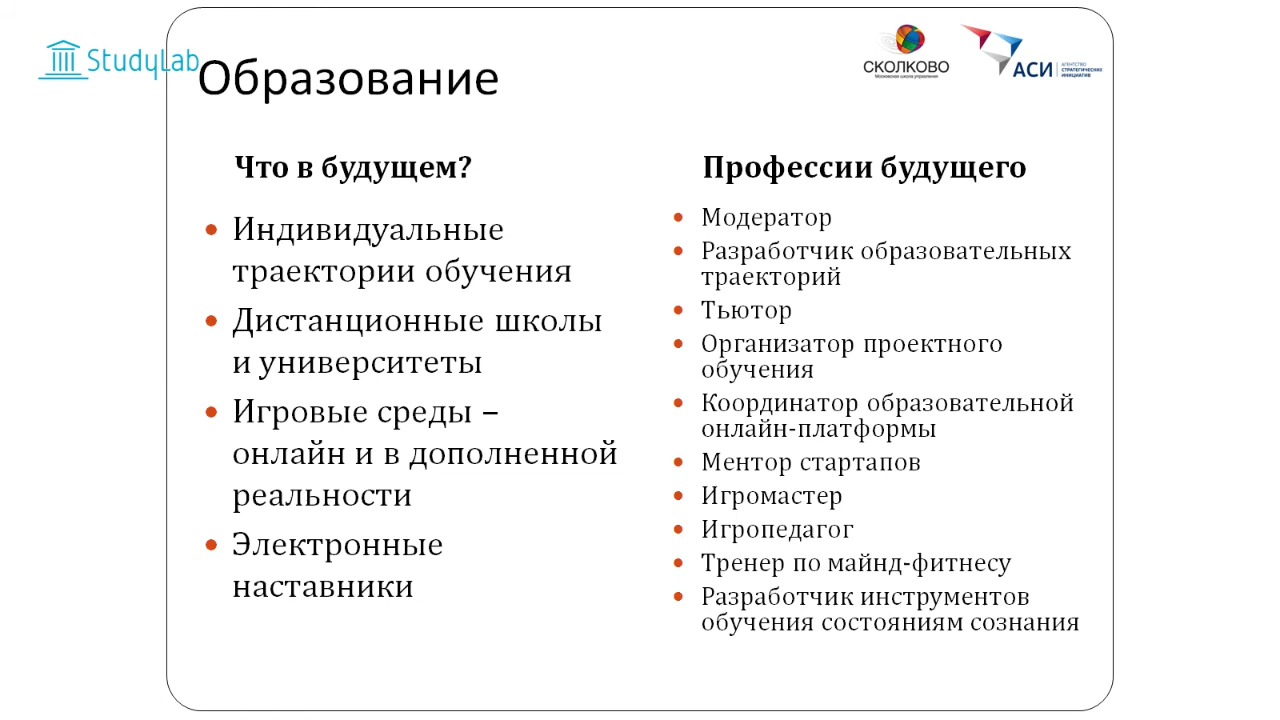 StudyLab
Образование
СКОЛКОВО
Московская школа управления
АСИ
АГЕНТСТВО
СТРАТЕГИЧЕСКИХ
ИНИЦИАТИВ
Что в будущем?
• Индивидуальные
траектории обучения
• Дистанционные школы
и университеты
• Игровые среды –
онлайн и в дополненной
реальности
• Электронные
наставники
Профессии будущего
• Модератор
• Разработчик образовательных
траекторий
• Тьютор
• Организатор проектного
обучения
• Координатор образовательной
онлайн-платформы
• Ментор стартапов
• Игромастер
• Игропедагог
• Тренер по майнд-фитнесу
• Разработчик инструментов
обучения состояниям сознания